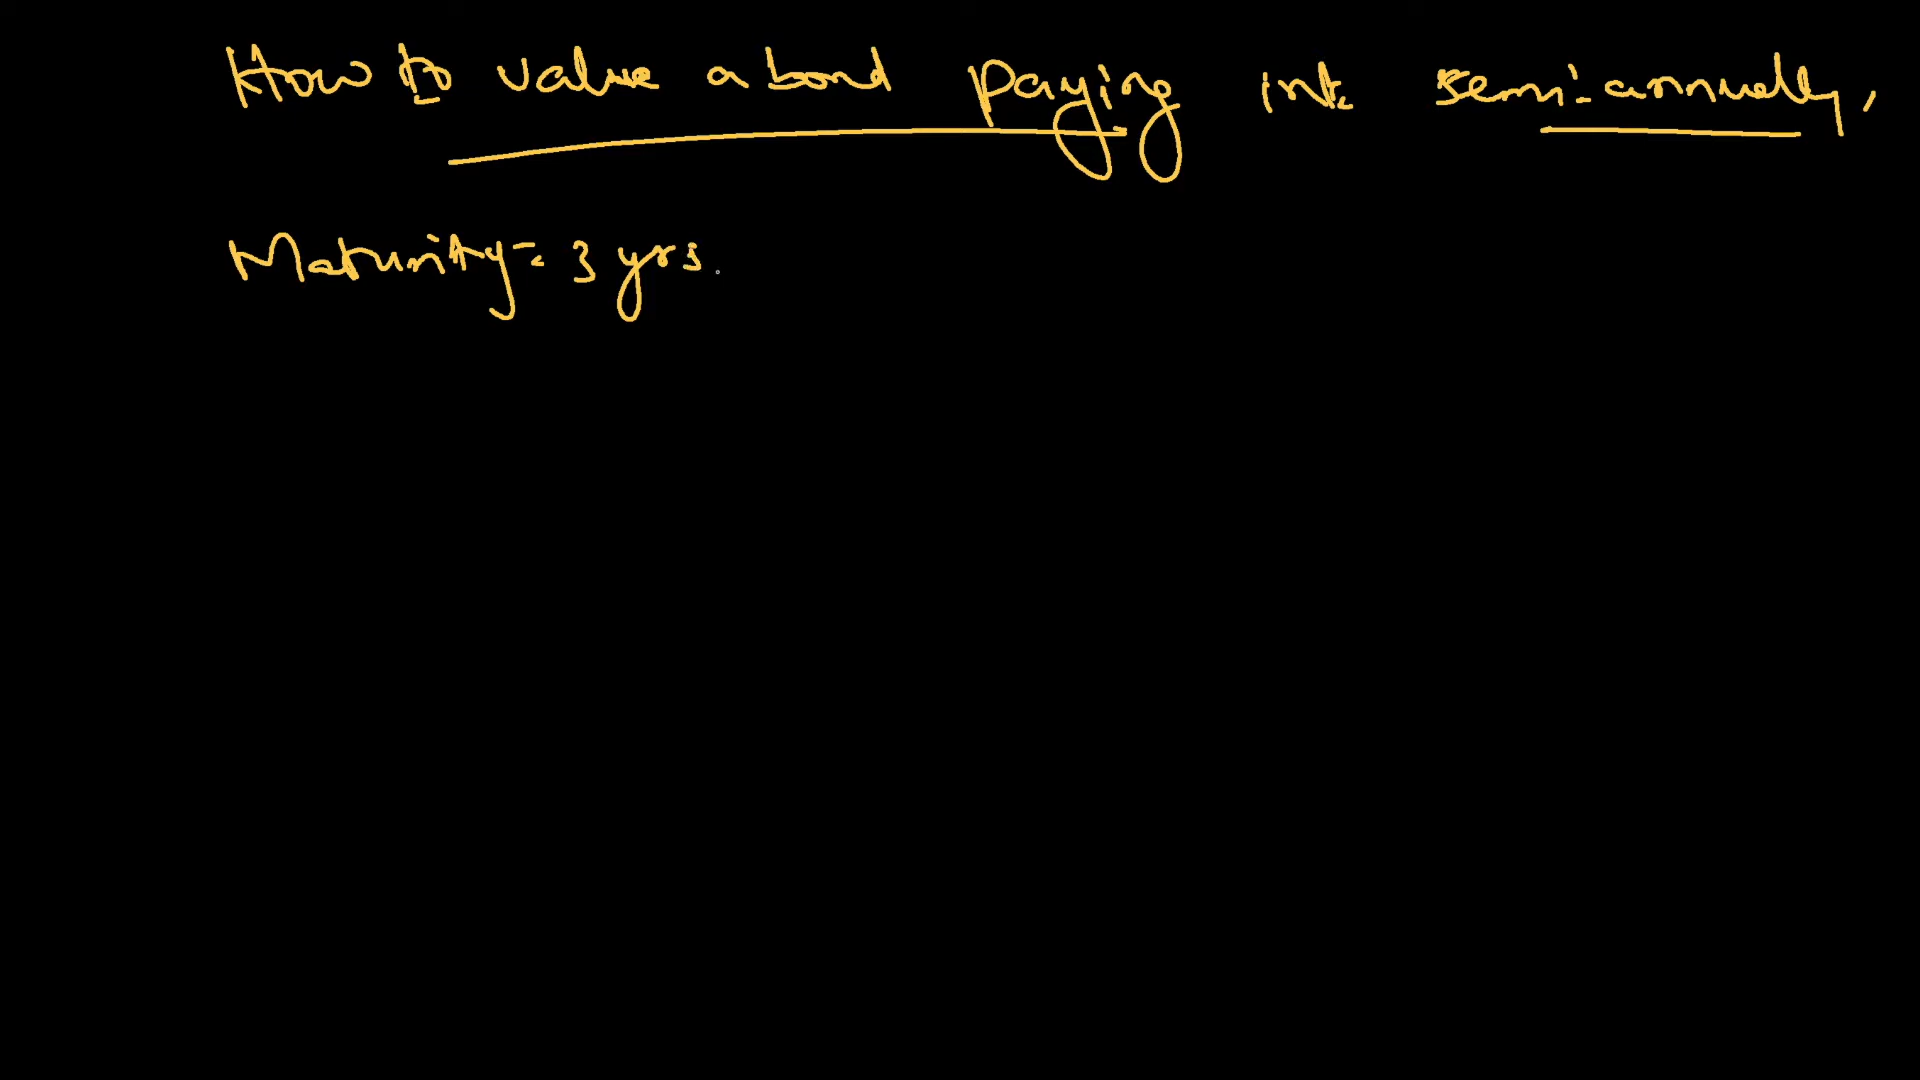 How to value a bond paying int. semi-annually,
Maturity = 3 yrs.